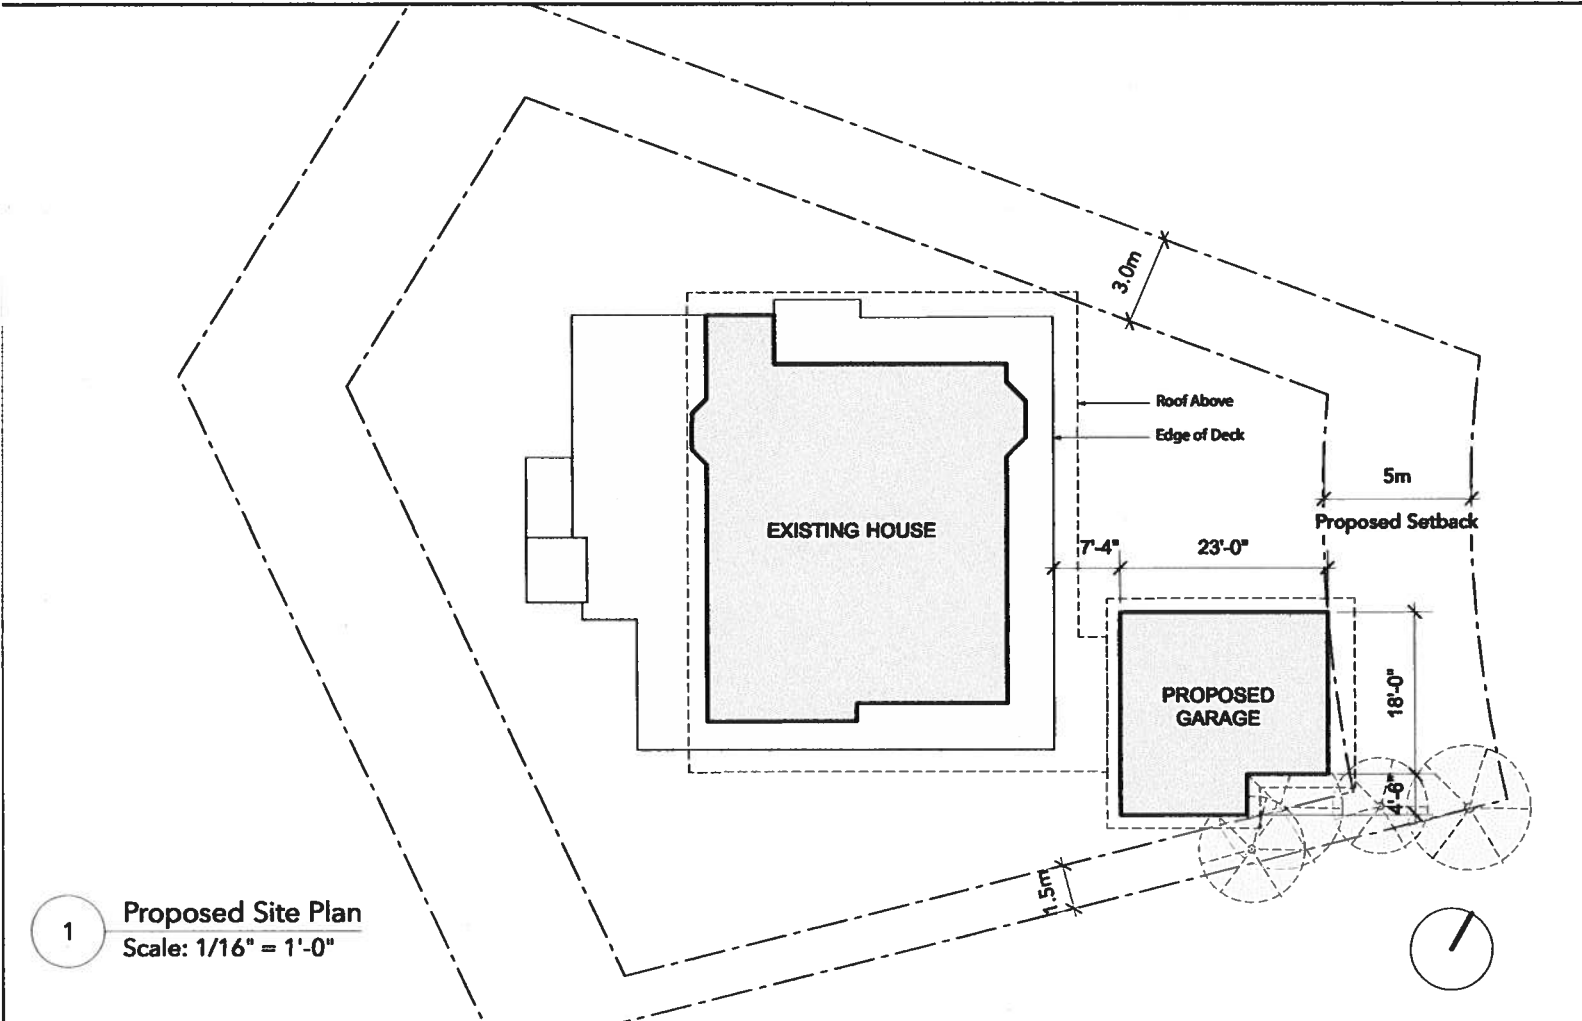 3.0m
Roof Above
Edge of Deck
5m
Proposed Setback
7'-4"
23'-0"
EXISTING HOUSE
18'-0"
PROPOSED
GARAGE
4'-6"
1.5m
1
Proposed Site Plan
Scale: 1/16" = 1'-0"